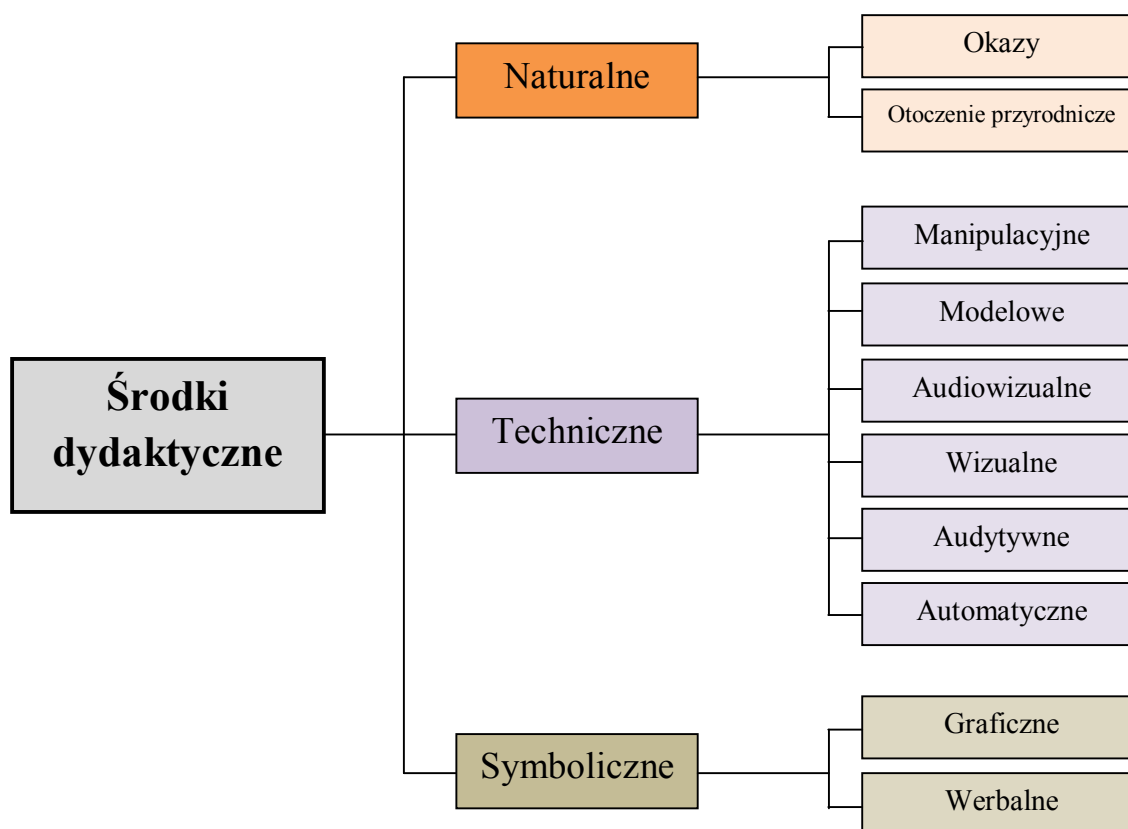 Środki
dydaktyczne
Naturalne
Okazy
Otoczenie przyrodnicze
Techniczne
Manipulacyjne
Modelowe
Audiowizualne
Wizualne
Audytywne
Automatyczne
Symboliczne
Graficzne
Werbalne